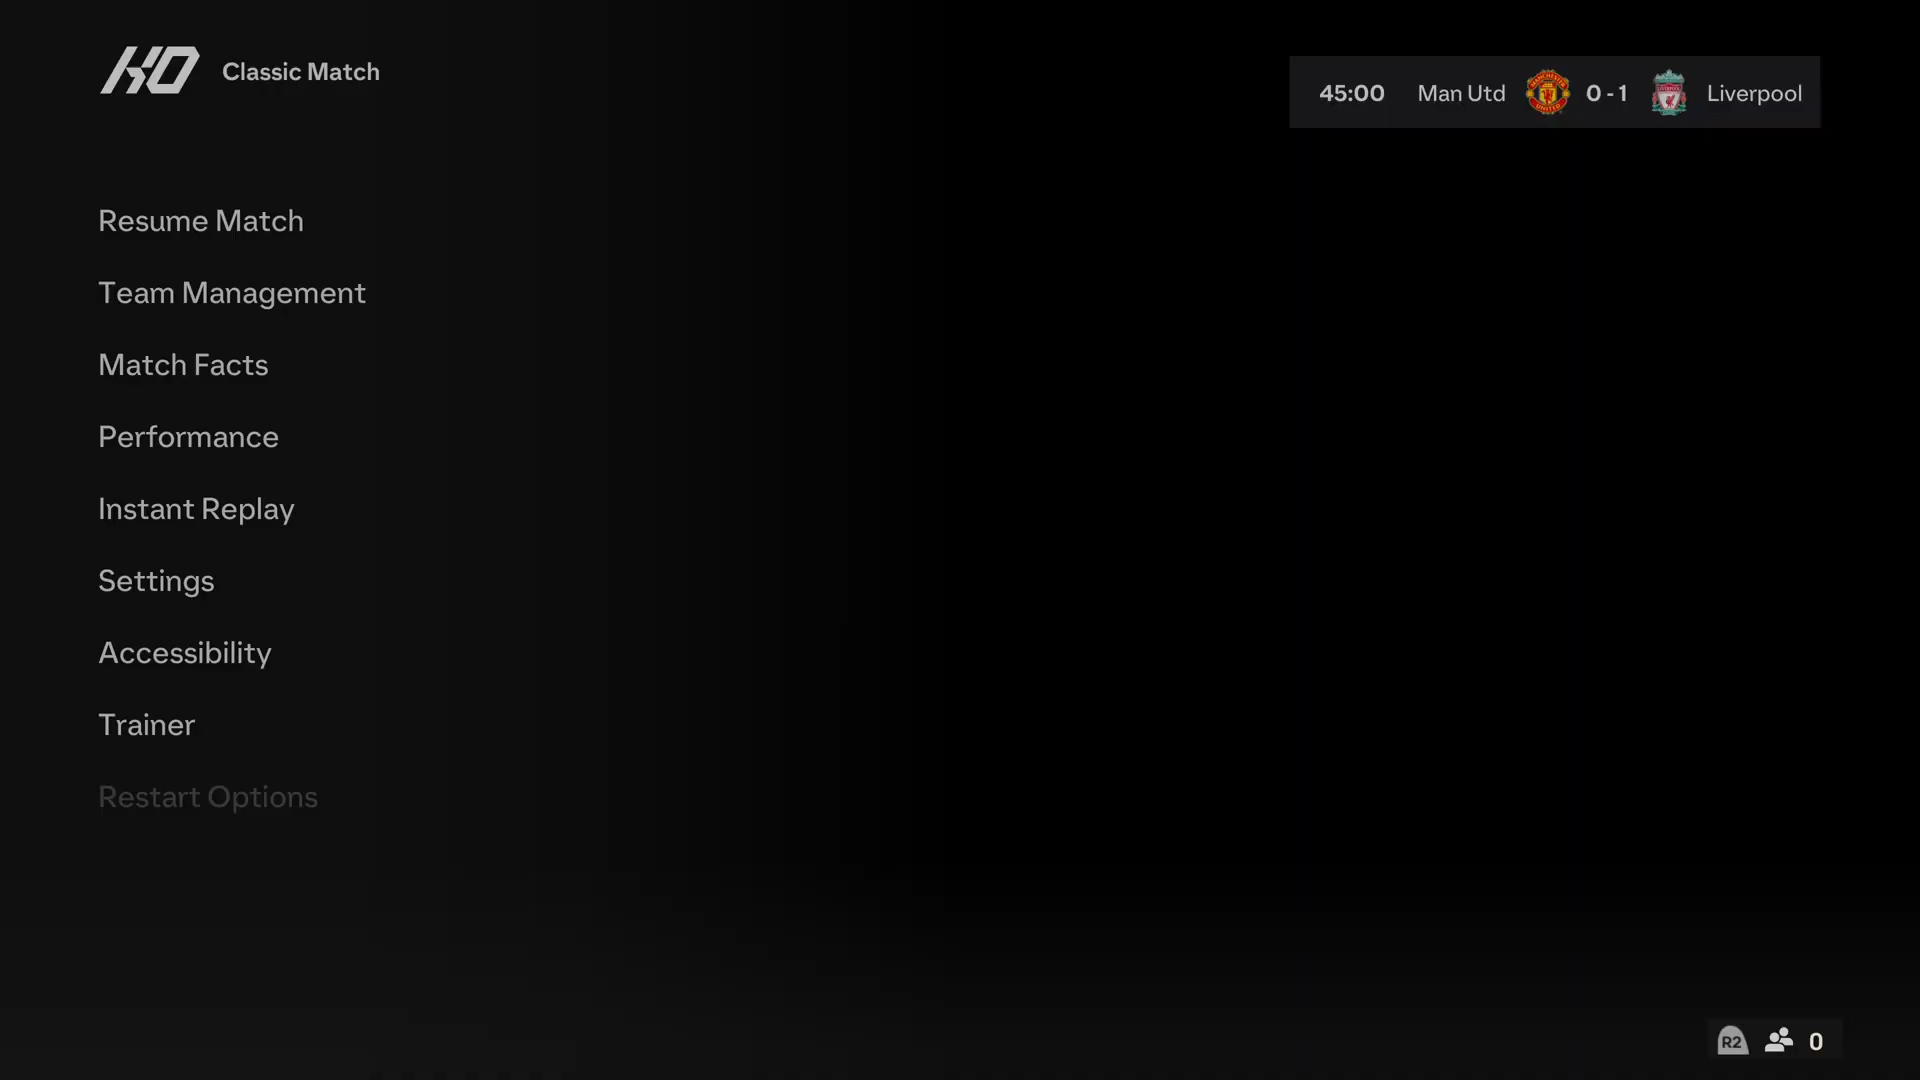 KO Classic Match
45:00 Man Utd 0 - 1 Liverpool
Resume Match
Team Management
Match Facts
Performance
Instant Replay
Settings
Accessibility
Trainer
Restart Options
R2 0